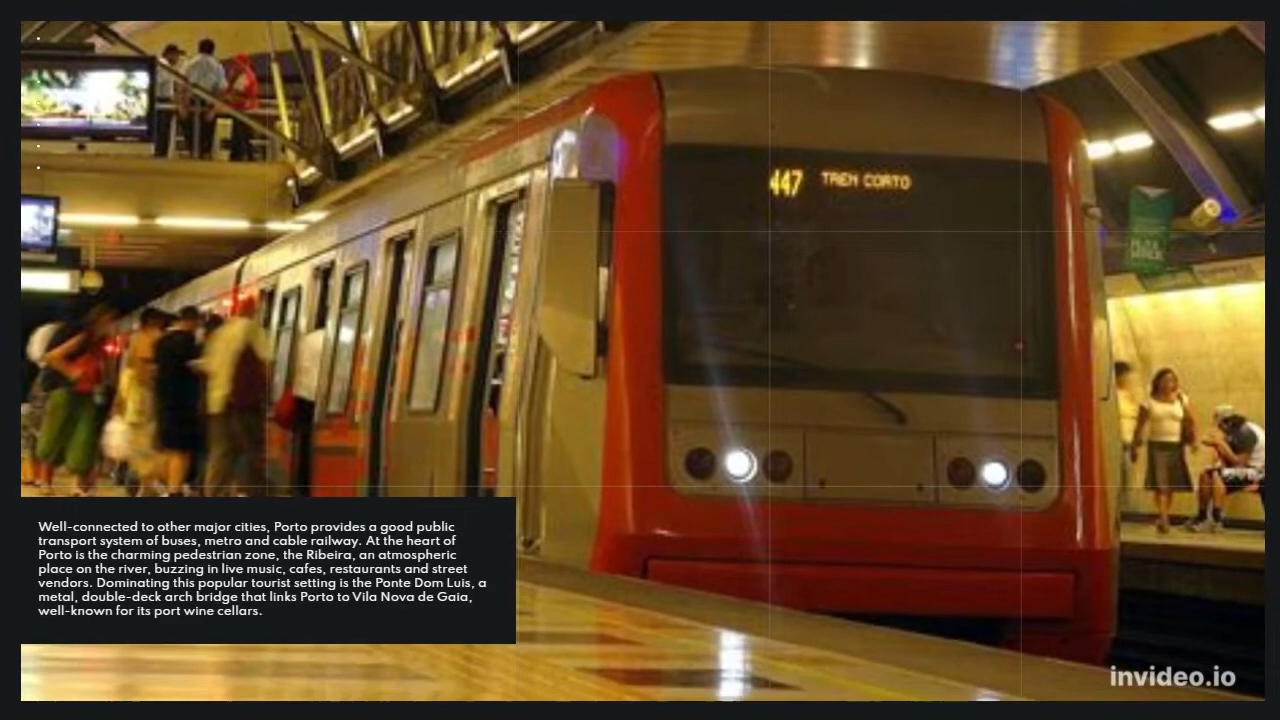 447 TREN CORTO
Well-connected to other major cities, Porto provides a good public
transport system of buses, metro and cable railway. At the heart of
Porto is the charming pedestrian zone, the Ribeira, an atmospheric
place on the river, buzzing in live music, cafes, restaurants and street
vendors. Dominating this popular tourist setting is the Ponte Dom Luis, a
metal, double-deck arch bridge that links Porto to Vila Nova de Gaia,
well-known for its port wine cellars.
invideo.io